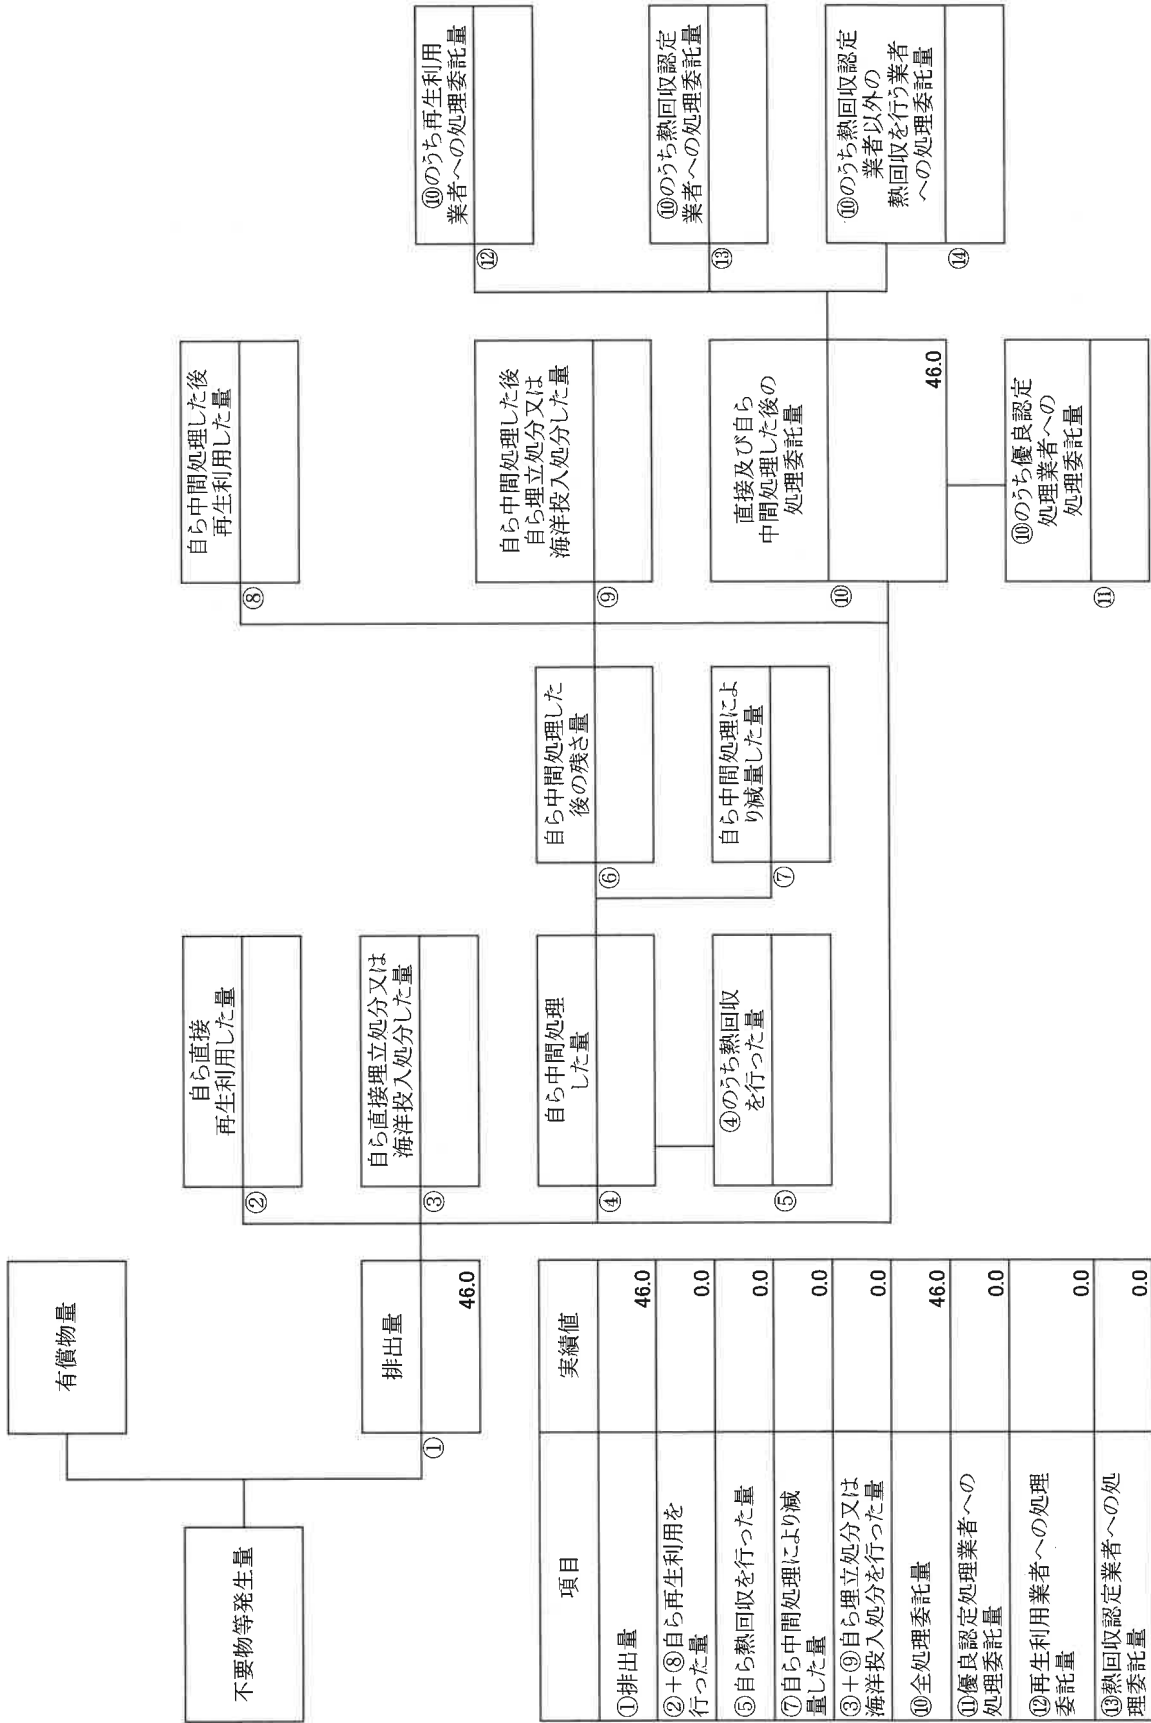 不要物等発生量
有償物量
排出量
①
46.0
自ら直接
再生利用した量
②
自ら直接埋立処分又は
海洋投入処分した量
③
自ら中間処理
した量
④
④のうち熱回収
を行った量
⑤
自ら中間処理した
後の残さ量
⑥
自ら中間処理によ
り減量した量
⑦
自ら中間処理した後
再生利用した量
⑧
自ら中間処理した後
自ら埋立処分又は
海洋投入処分した量
⑨
直接及び自ら
中間処理した後の
処理委託量
⑩
46.0
⑩のうち優良認定
処理業者への
処理委託量
⑪
⑩のうち再生利用
業者への処理委託量
⑫
⑩のうち熱回収認定
業者への処理委託量
⑬
⑩のうち熱回収認定
業者以外の
熱回収を行う業者
への処理委託量
⑭
項目 実績値
①排出量 46.0
②+⑧自ら再生利用を
行った量 0.0
⑤自ら熱回収を行った量 0.0
⑦自ら中間処理により減
量した量 0.0
③+⑨自ら埋立処分又は
海洋投入処分を行った量 0.0
⑩全処理委託量 46.0
⑪優良認定処理業者への
処理委託量 0.0
⑫再生利用業者への処理
委託量 0.0
⑬熱回収認定業者への処
理委託量 0.0